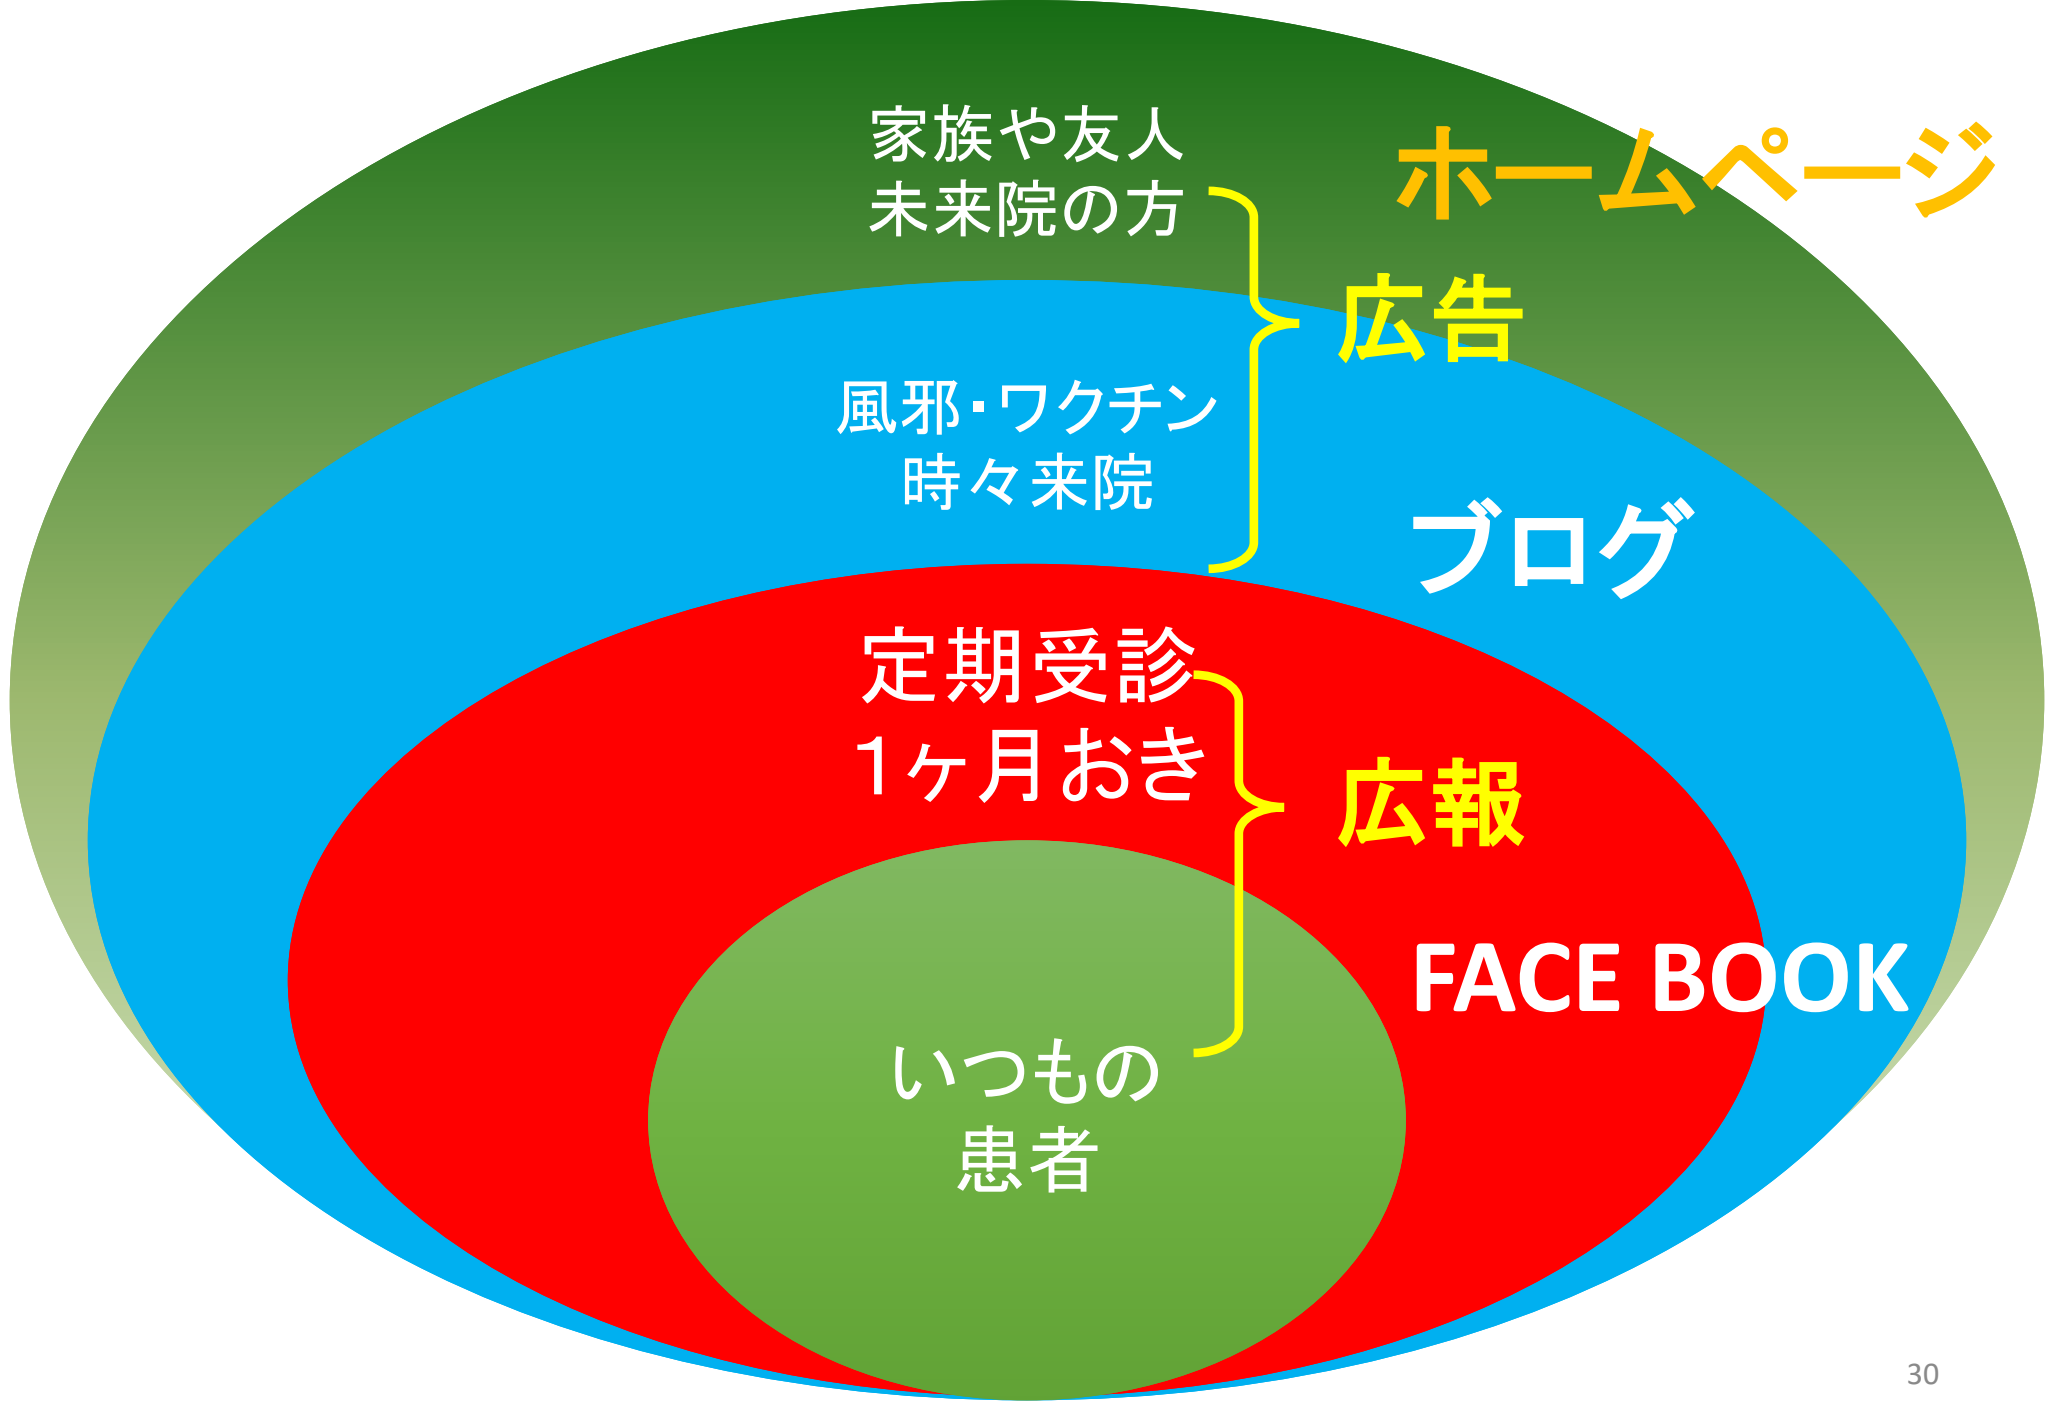 家族や友人
未来院の方
ホームページ
広告
風邪・ワクチン
時々来院
ブログ
定期受診
1ヶ月おき
広報
FACE BOOK
いつもの
患者
30